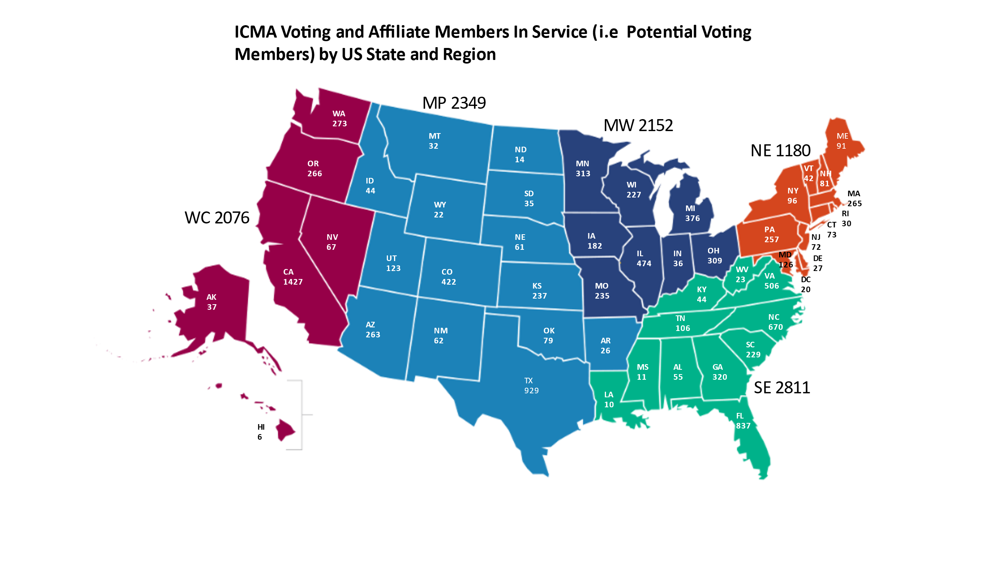 ICMA Voting and Affiliate Members In Service (i.e  Potential Voting
Members) by US State and Region
MP 2349
MW 2152
NE 1180
WC 2076
SE 2811
WA
273
OR
266
CA
1427
NV
67
AK
37
HI
6
MT
32
ID
44
WY
22
UT
123
CO
422
AZ
263
NM
62
ND
14
SD
35
NE
61
KS
237
OK
79
TX
929
AR
26
MN
313
WI
227
MI
376
IA
182
IL
474
IN
36
OH
309
MO
235
ME
91
VT
42
NH
81
NY
96
MA
265
RI
30
CT
73
PA
257
NJ
72
MD
126
DE
27
DC
20
WV
23
VA
506
KY
44
TN
106
NC
670
SC
229
MS
11
AL
55
GA
320
LA
10
FL
837